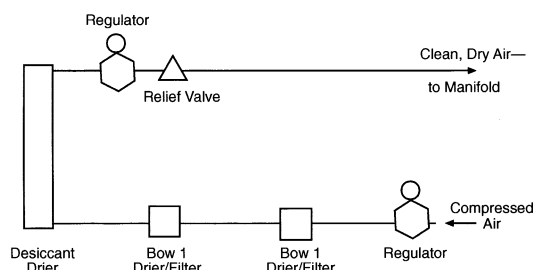 Regulator
Clean, Dry Air—
to Manifold
Relief Valve
Compressed
Air
Desiccant
Drier
Bow 1
Drier/Filter
Bow 1
Drier/Filter
Regulator